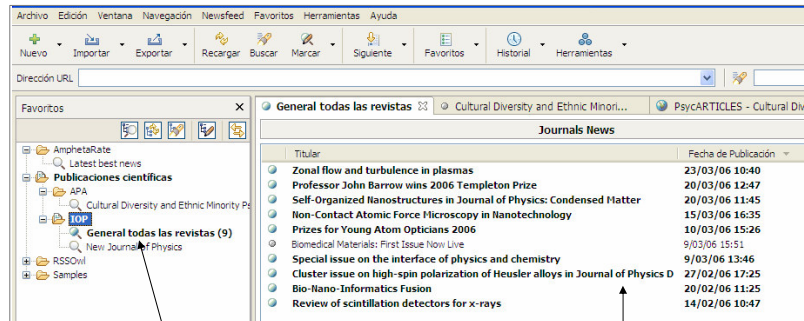 Archivo Edición Ventana Navegación Newsfeed Favoritos Herramientas Ayuda
Nuevo Importar Exportar Recargar Buscar Marcar Siguiente Favoritos Historial Herramientas
Dirección URL
Favoritos
AmphetaRate
Latest best news
Publicaciones científicas
APA
Cultural Diversity and Ethnic Minority Ps
IOP
General todas las revistas (9)
New Journal of Physics
RSSOwl
Samples
General todas las revistas Cultural Diversity and Ethnic Minori... PsycARTICLES - Cultural Div
Journals News
Titular Fecha de Publicación
Zonal flow and turbulence in plasmas 23/03/06 10:40
Professor John Barrow wins 2006 Templeton Prize 20/03/06 12:47
Self-Organized Nanostructures in Journal of Physics: Condensed Matter 20/03/06 11:45
Non-Contact Atomic Force Microscopy in Nanotechnology 15/03/06 16:35
Prizes for Young Atom Opticians 2006 10/03/06 15:26
Biomedical Materials: First Issue Now Live 9/03/06 15:51
Special issue on the interface of physics and chemistry 9/03/06 13:46
Cluster issue on high-spin polarization of Heusler alloys in Journal of Physics D 27/02/06 17:25
Bio-Nano-Informatics Fusion 20/02/06 11:25
Review of scintillation detectors for x-rays 14/02/06 10:47